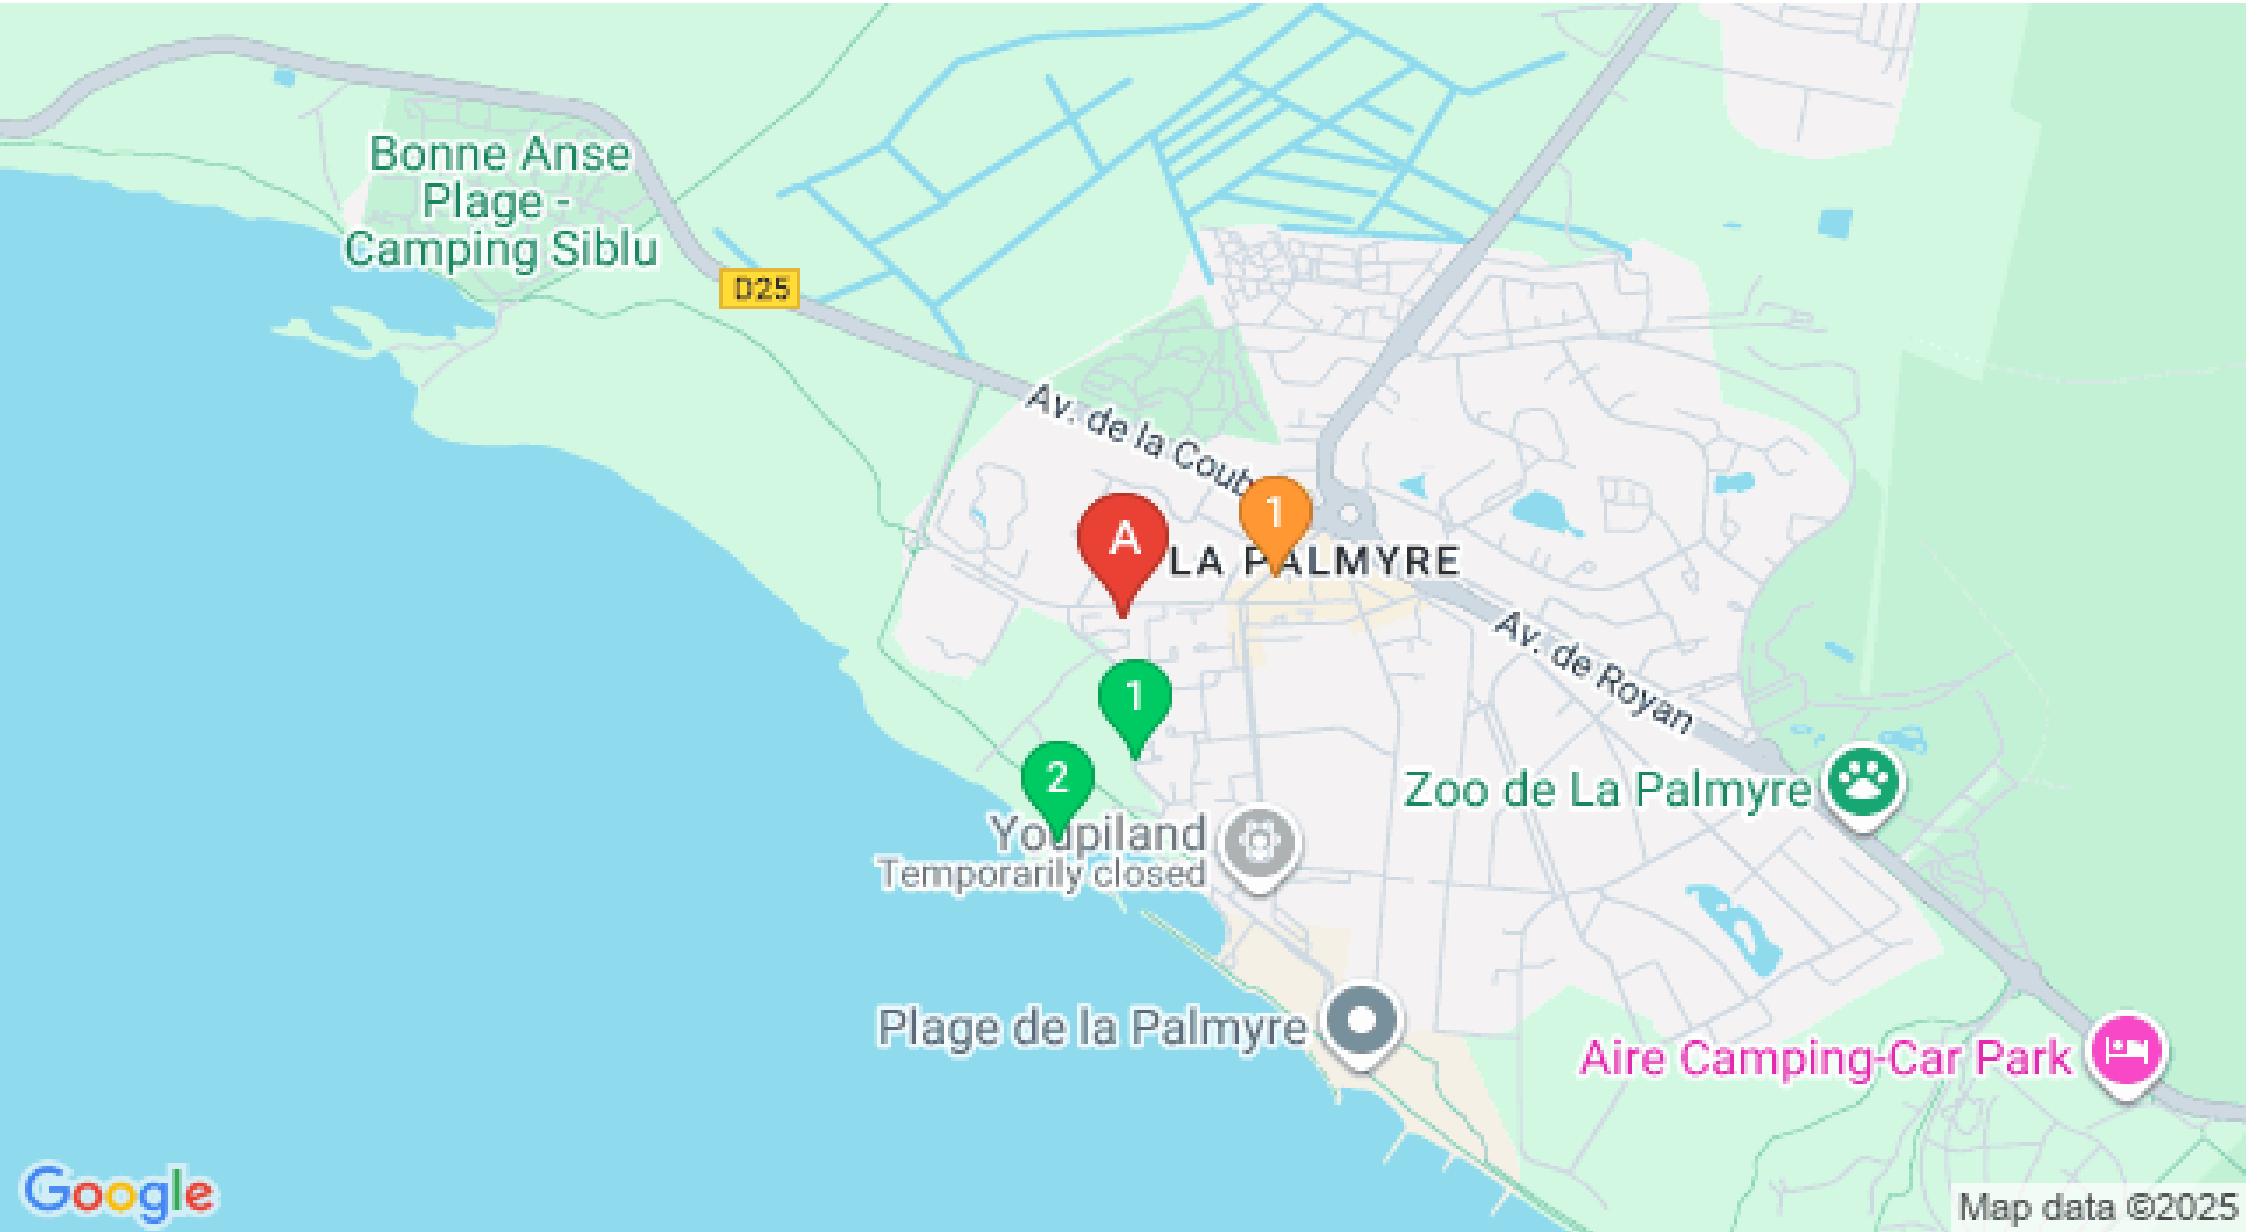 Bonne Anse
Plage -
Camping Siblu
D25
Av. de la Coub
1
A
LA PALMYRE
Av. de Royan
1
2
Zoo de La Palmyre
Youpiland
Temporarily closed
Plage de la Palmyre
Aire Camping-Car Park
Google
Map data ©2025